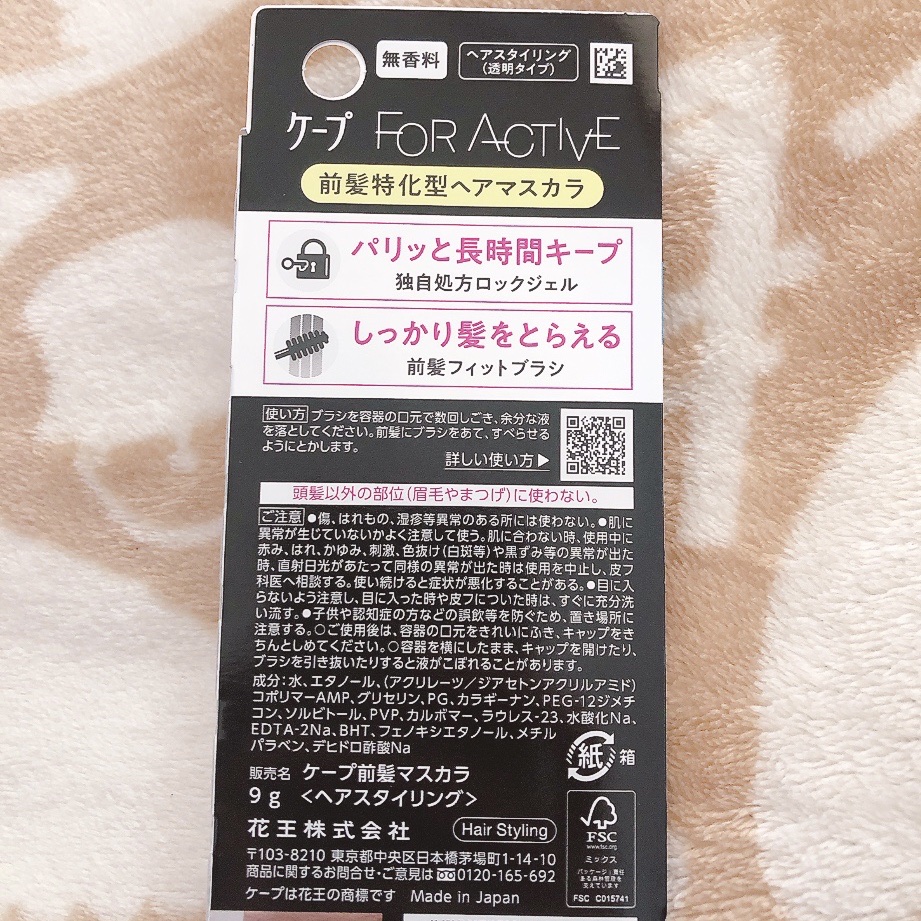 無香料
ヘアスタイリング
(透明タイプ)
ケープ FOR ACTIVE
前髪特化型ヘアマスカラ
パリッと長時間キープ
独自処方ロックジェル
しっかり髪をとらえる
前髪フィットブラシ
使い方 ブラシを容器の口元で数回しごき、余分な液
を落としてください。前髪にブラシをあて、すべらせる
ようにとかします。
詳しい使い方▶
頭髪以外の部位(眉毛やまつげ)に使わない。
ご注意 ●傷、はれもの、湿疹等異常のある所には使わない。●肌に
異常が生じていないかよく注意して使う。肌に合わない時、使用中に
赤み、はれ、かゆみ、刺激、色抜け(白斑等)や黒ずみ等の異常が出た
時、直射日光があたって同様の異常が出た時は使用を中止し、皮フ
科医へ相談する。使い続けると症状が悪化することがある。●目に入
らないよう注意し、目に入った時や皮フについた時は、すぐに充分洗
い流す。●子供や認知症の方などの誤飲等を防ぐため、置き場所に
注意する。○ご使用後は、容器の口元をきれいにふき、キャップをき
ちんとしめてください。○容器を横にしたまま、キャップを開けたり、
ブラシを引き抜いたりすると液がこぼれることがあります。
成分:水、エタノール、(アクリレーツ/ジアセトンアクリルアミド)
コポリマーAMP、グリセリン、PG、カラギーナン、PEG-12ジメチ
コン、ソルビトール、PVP、カルボマー、ラウレス-23、水酸化Na、
EDTA-2Na、BHT、フェノキシエタノール、メチル
パラベン、デヒドロ酢酸Na
紙 箱
販売名 ケープ前髪マスカラ
9g <ヘアスタイリング>
花王株式会社 Hair Styling
〒103-8210 東京都中央区日本橋茅場町1-14-10
商品に関するお問合せ・ご意見は 0120-165-692
ケープは花王の商標です Made in Japan
FSC
www.fsc.org
ミックス
パッケージ|責任
ある森林管理を
支えています
FSC C015741